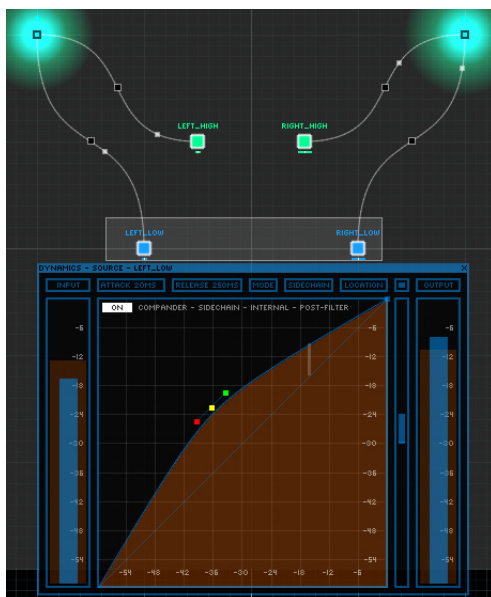 LEFT_HIGH
RIGHT_HIGH
LEFT_LOW
RIGHT_LOW
DYNAMICS - SOURCE - LEFT_LOW X
INPUT ATTACK 20MS RELEASE 250MS MODE SIDECHAIN LOCATION OUTPUT
ON COMPANDER - SIDECHAIN - INTERNAL - POST-FILTER
-6 -6 -6
-12 -12 -12
-18 -18 -18
-24 -24 -24
-30 -30 -30
-36 -36 -36
-42 -42 -42
-48 -48 -48
-54 -54 -54
-54 -48 -42 -36 -30 -24 -18 -12 -6